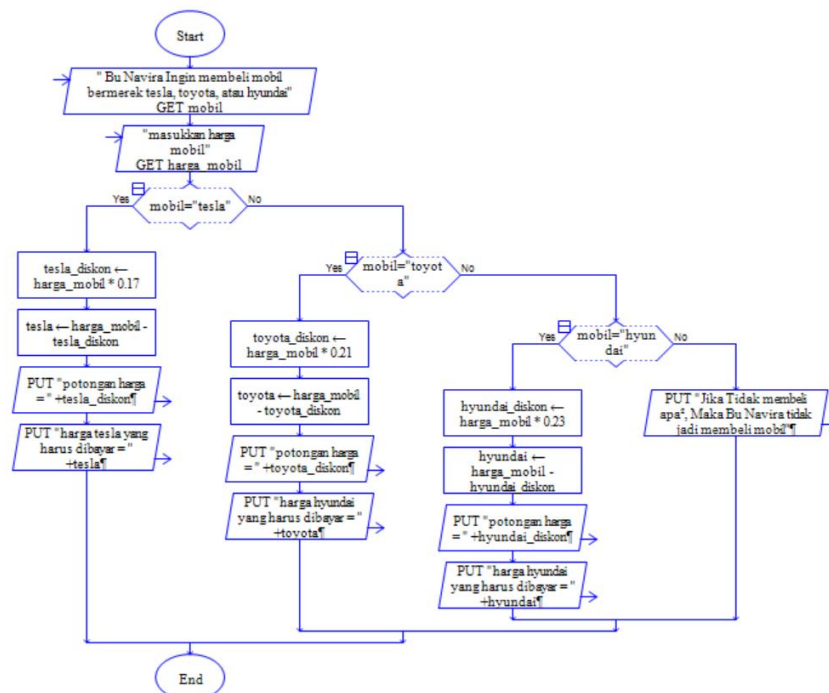 Start
" Bu Navira Ingin membeli mobil
bermerek tesla, toyota, atau hyundai"
GET mobil
"masukkan harga
mobil"
GET harga_mobil
Yes
mobil="tesla"
No
tesla_diskon ←
harga_mobil * 0.17
tesla ← harga_mobil -
tesla_diskon
PUT "potongan harga
= " +tesla_diskon¶
PUT "harga tesla yang
harus dibayar = "
+tesla¶
Yes
mobil="toyot
a"
No
toyota_diskon ←
harga_mobil * 0.21
toyota ← harga_mobil
- toyota_diskon
PUT "potongan harga
= " +toyota_diskon¶
PUT "harga hyundai
yang harus dibayar = "
+toyota¶
Yes
mobil="hyun
dai"
No
hyundai_diskon ←
harga_mobil * 0.23
hyundai ←
harga_mobil -
hyundai_diskon
PUT "potongan harga
= " +hyundai_diskon¶
PUT "harga hyundai
yang harus dibayar = "
+hyundai¶
PUT "Jika Tidak membeli
apa², Maka Bu Navira tidak
jadi membeli mobil"¶
End